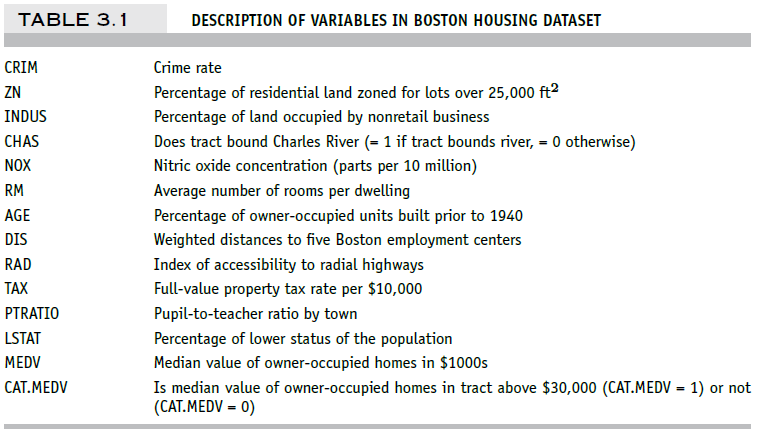 TABLE 3.1 DESCRIPTION OF VARIABLES IN BOSTON HOUSING DATASET
CRIM Crime rate
ZN Percentage of residential land zoned for lots over 25,000 ft²
INDUS Percentage of land occupied by nonretail business
CHAS Does tract bound Charles River (= 1 if tract bounds river, = 0 otherwise)
NOX Nitric oxide concentration (parts per 10 million)
RM Average number of rooms per dwelling
AGE Percentage of owner-occupied units built prior to 1940
DIS Weighted distances to five Boston employment centers
RAD Index of accessibility to radial highways
TAX Full-value property tax rate per $10,000
PTRATIO Pupil-to-teacher ratio by town
LSTAT Percentage of lower status of the population
MEDV Median value of owner-occupied homes in $1000s
CAT.MEDV Is median value of owner-occupied homes in tract above $30,000 (CAT.MEDV = 1) or not
(CAT.MEDV = 0)